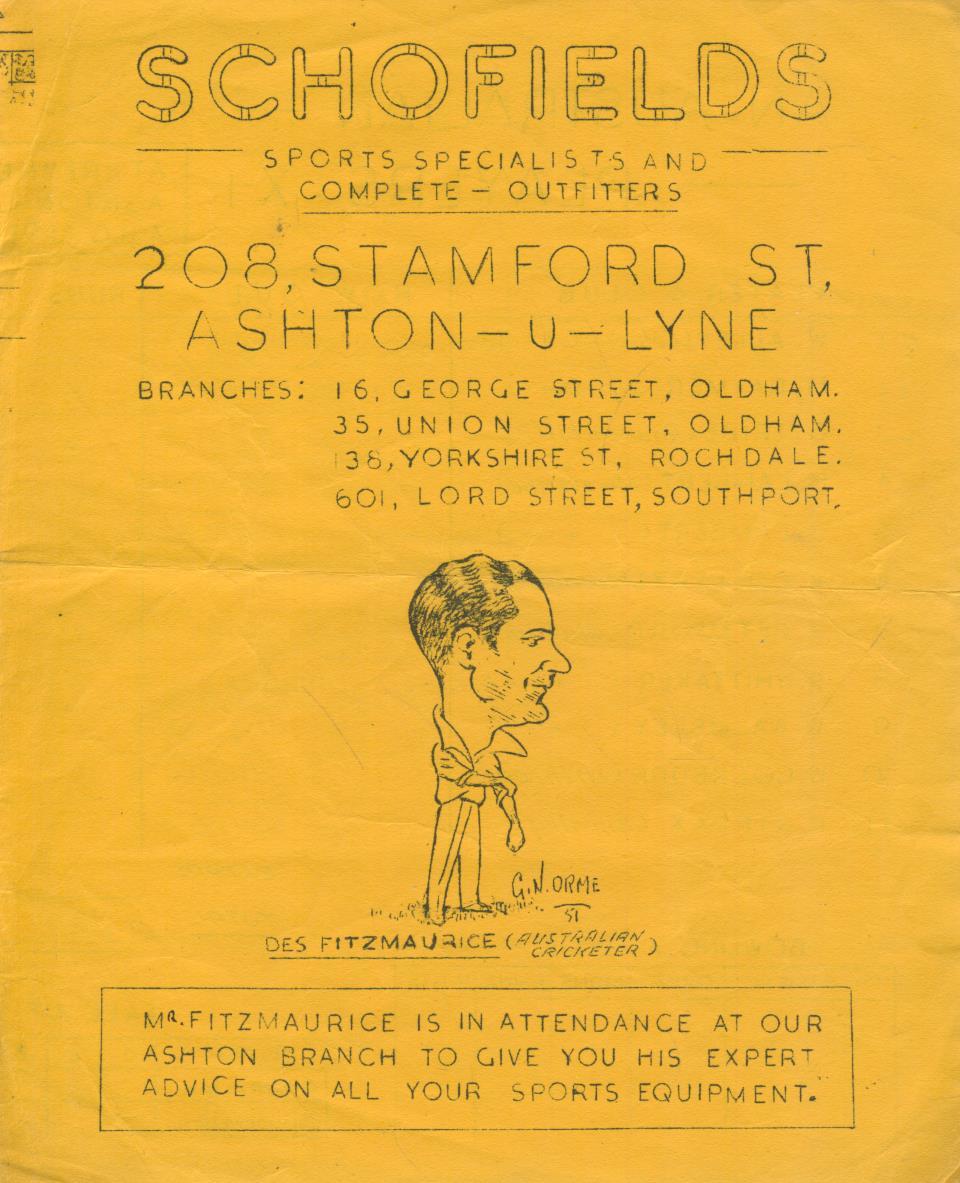 SCHOFIELDS
SPORTS SPECIALISTS AND
COMPLETE - OUTFITTERS
208, STAMFORD ST,
ASHTON-U-LYNE
BRANCHES: 16, GEORGE STREET, OLDHAM.
35, UNION STREET, OLDHAM.
138, YORKSHIRE ST, ROCHDALE.
601, LORD STREET, SOUTHPORT.
G.N. ORME
51
DES FITZMAURICE (AUSTRALIAN CRICKETER)
MR. FITZMAURICE IS IN ATTENDANCE AT OUR
ASHTON BRANCH TO GIVE YOU HIS EXPERT
ADVICE ON ALL YOUR SPORTS EQUIPMENT.